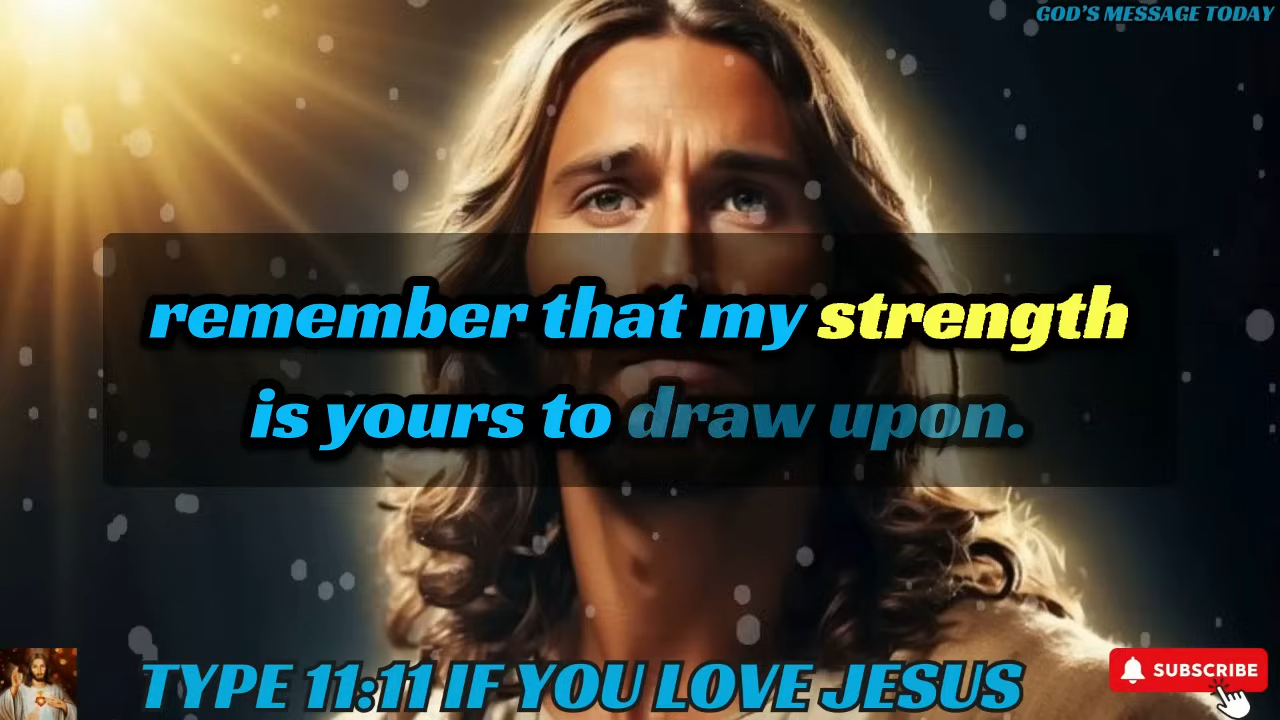 GOD'S MESSAGE TODAY
remember that my strength
is yours to draw upon.
TYPE 11:11 IF YOU LOVE JESUS
SUBSCRIBE